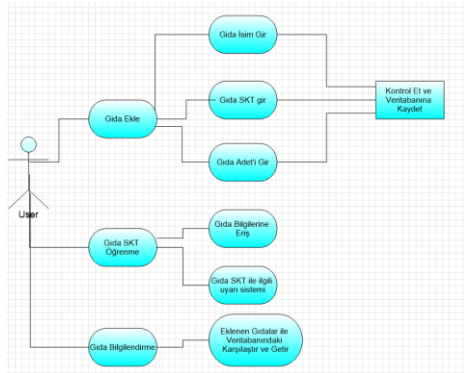 Gıda İsim Gir
Gıda SKT gir
Kontrol Et ve
Veritabanına
Kaydet
Gida Ekle
Gıda Adet'i Gir
User
Gıda SKT
Öğrenme
Gıda Bilgilerine
Eriş
Gıda SKT ile ilgili
uyarı sistemi
Gıda Bilgilendirme
Eklenen Gıdalar ile
Veritabanındaki
Karşılaştır ve Getir